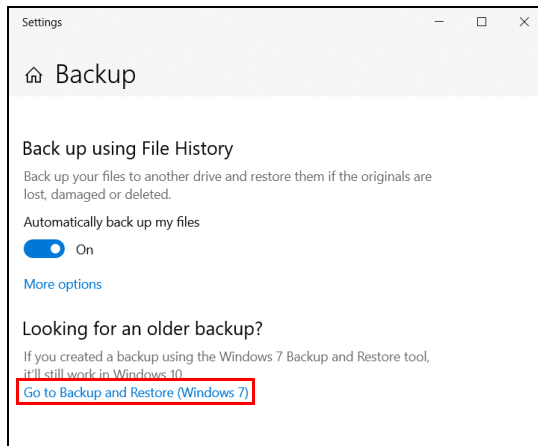 Settings
Backup
Back up using File History
Back up your files to another drive and restore them if the originals are
lost, damaged or deleted.
Automatically back up my files
On
More options
Looking for an older backup?
If you created a backup using the Windows 7 Backup and Restore tool,
it'll still work in Windows 10.
Go to Backup and Restore (Windows 7)